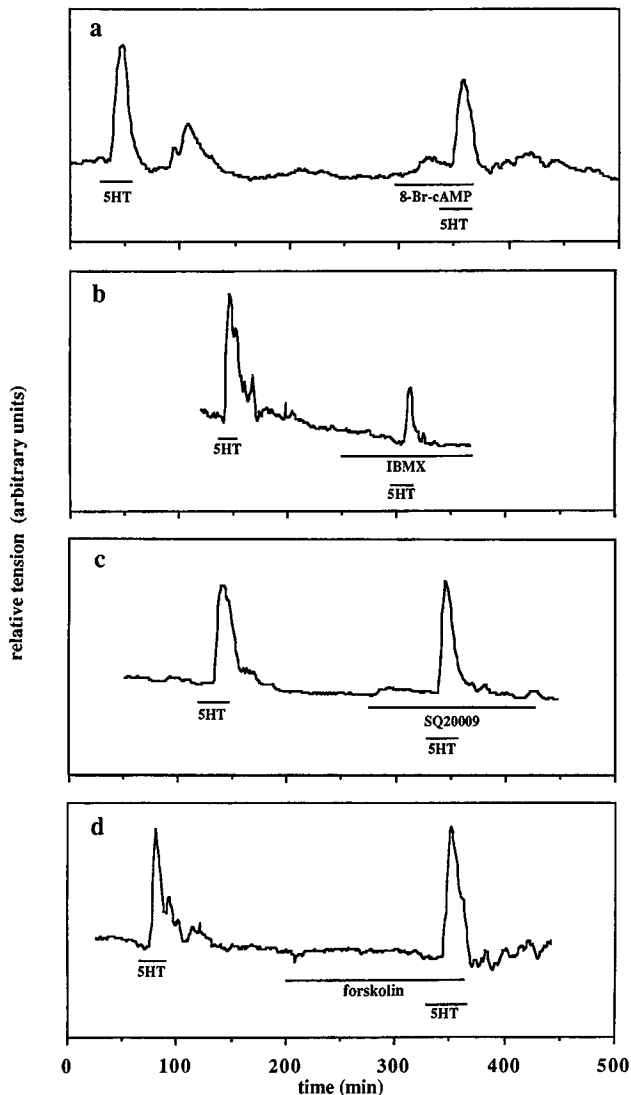 a
5HT
8-Br-cAMP
5HT
b
5HT
IBMX
5HT
c
5HT
SQ20009
5HT
d
5HT
forskolin
5HT
relative tension (arbitrary units)
0 100 200 300 400 500
time (min)